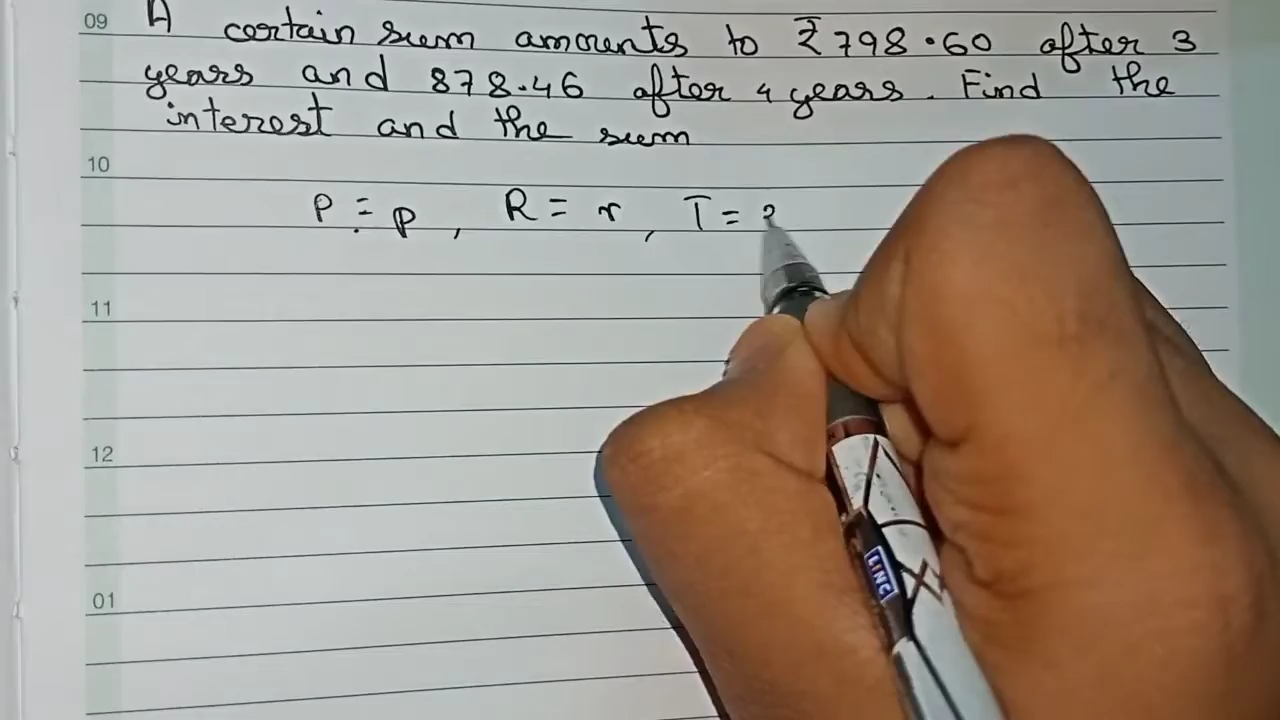 09
A certain sum amounts to ₹798.60 after 3
years and 878.46 after 4 years. Find the
interest and the sum
10
P = p, R = r, T =
11
12
01
LINC